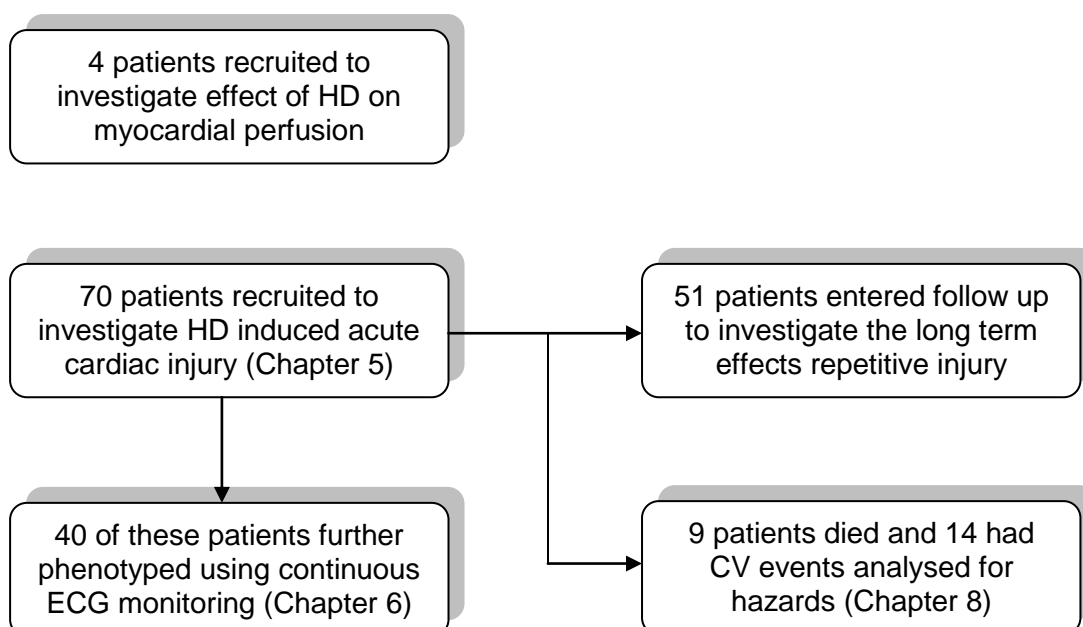 4 patients recruited to
investigate effect of HD on
myocardial perfusion
70 patients recruited to
investigate HD induced acute
cardiac injury (Chapter 5)
51 patients entered follow up
to investigate the long term
effects repetitive injury
40 of these patients further
phenotyped using continuous
ECG monitoring (Chapter 6)
9 patients died and 14 had
CV events analysed for
hazards (Chapter 8)